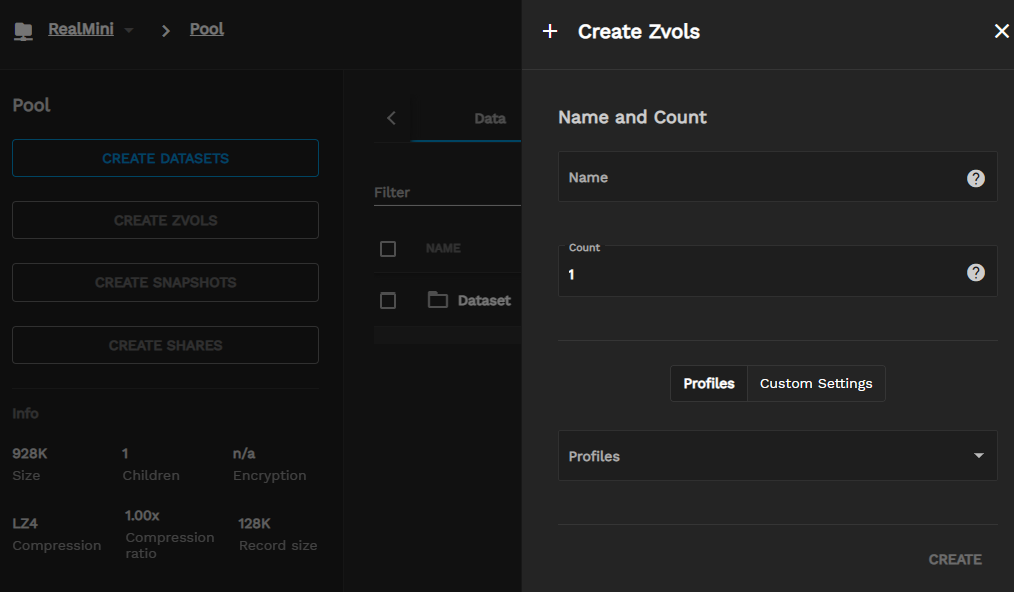 RealMini > Pool
Pool
CREATE DATASETS
CREATE ZVOLS
CREATE SNAPSHOTS
CREATE SHARES
Info
928K 1 n/a
Size Children Encryption
LZ4 1.00x 128K
Compression Compression ratio Record size
Data
Filter
NAME
Dataset
+ Create Zvols ×
Name and Count
Name ?
Count
1 ?
Profiles Custom Settings
Profiles
CREATE